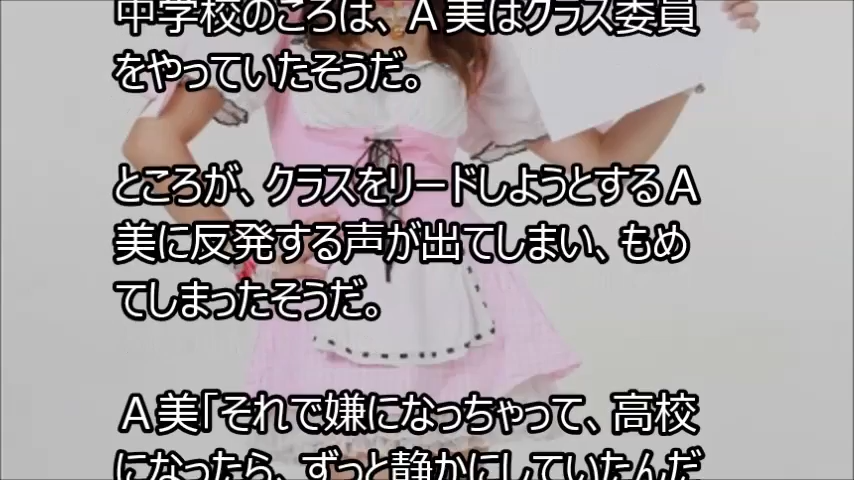 中学校のころは、Ａ美はクラス委員
をやっていたそうだ。
ところが、クラスをリードしようとするＡ
美に反発する声が出てしまい、もめ
てしまったそうだ。
Ａ美「それで嫌になっちゃって、高校
になったら、ずっと静かにしていたんだ